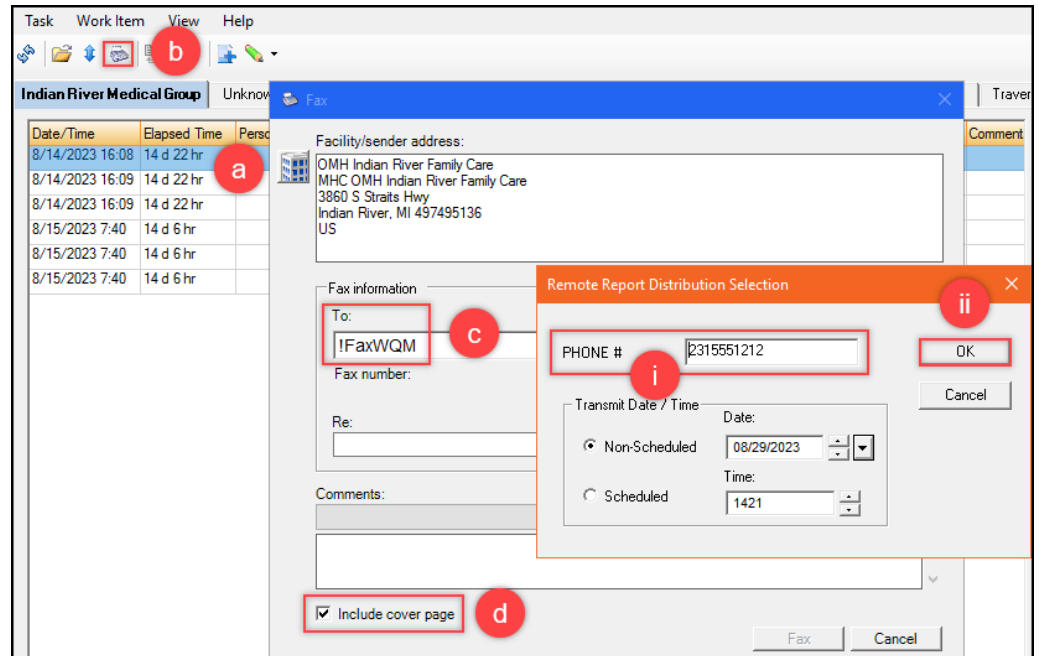 Task Work Item View Help
b
Indian River Medical Group Unknow Traver
Fax
Date/Time Elapsed Time Perso Comment
8/14/2023 16:08 14 d 22 hr
8/14/2023 16:09 14 d 22 hr
8/14/2023 16:09 14 d 22 hr
8/15/2023 7:40 14 d 6 hr
8/15/2023 7:40 14 d 6 hr
8/15/2023 7:40 14 d 6 hr
a
Facility/sender address:
OMH Indian River Family Care
MHC OMH Indian River Family Care
3860 S Straits Hwy
Indian River, MI 497495136
US
Fax information
To:
!FaxWQM
c
Fax number:
Re:
Comments:
Include cover page
d
Fax Cancel
Remote Report Distribution Selection
ii
PHONE # 2315551212 OK
i
Cancel
Transmit Date / Time
Date:
Non-Scheduled 08/29/2023
Time:
Scheduled 1421